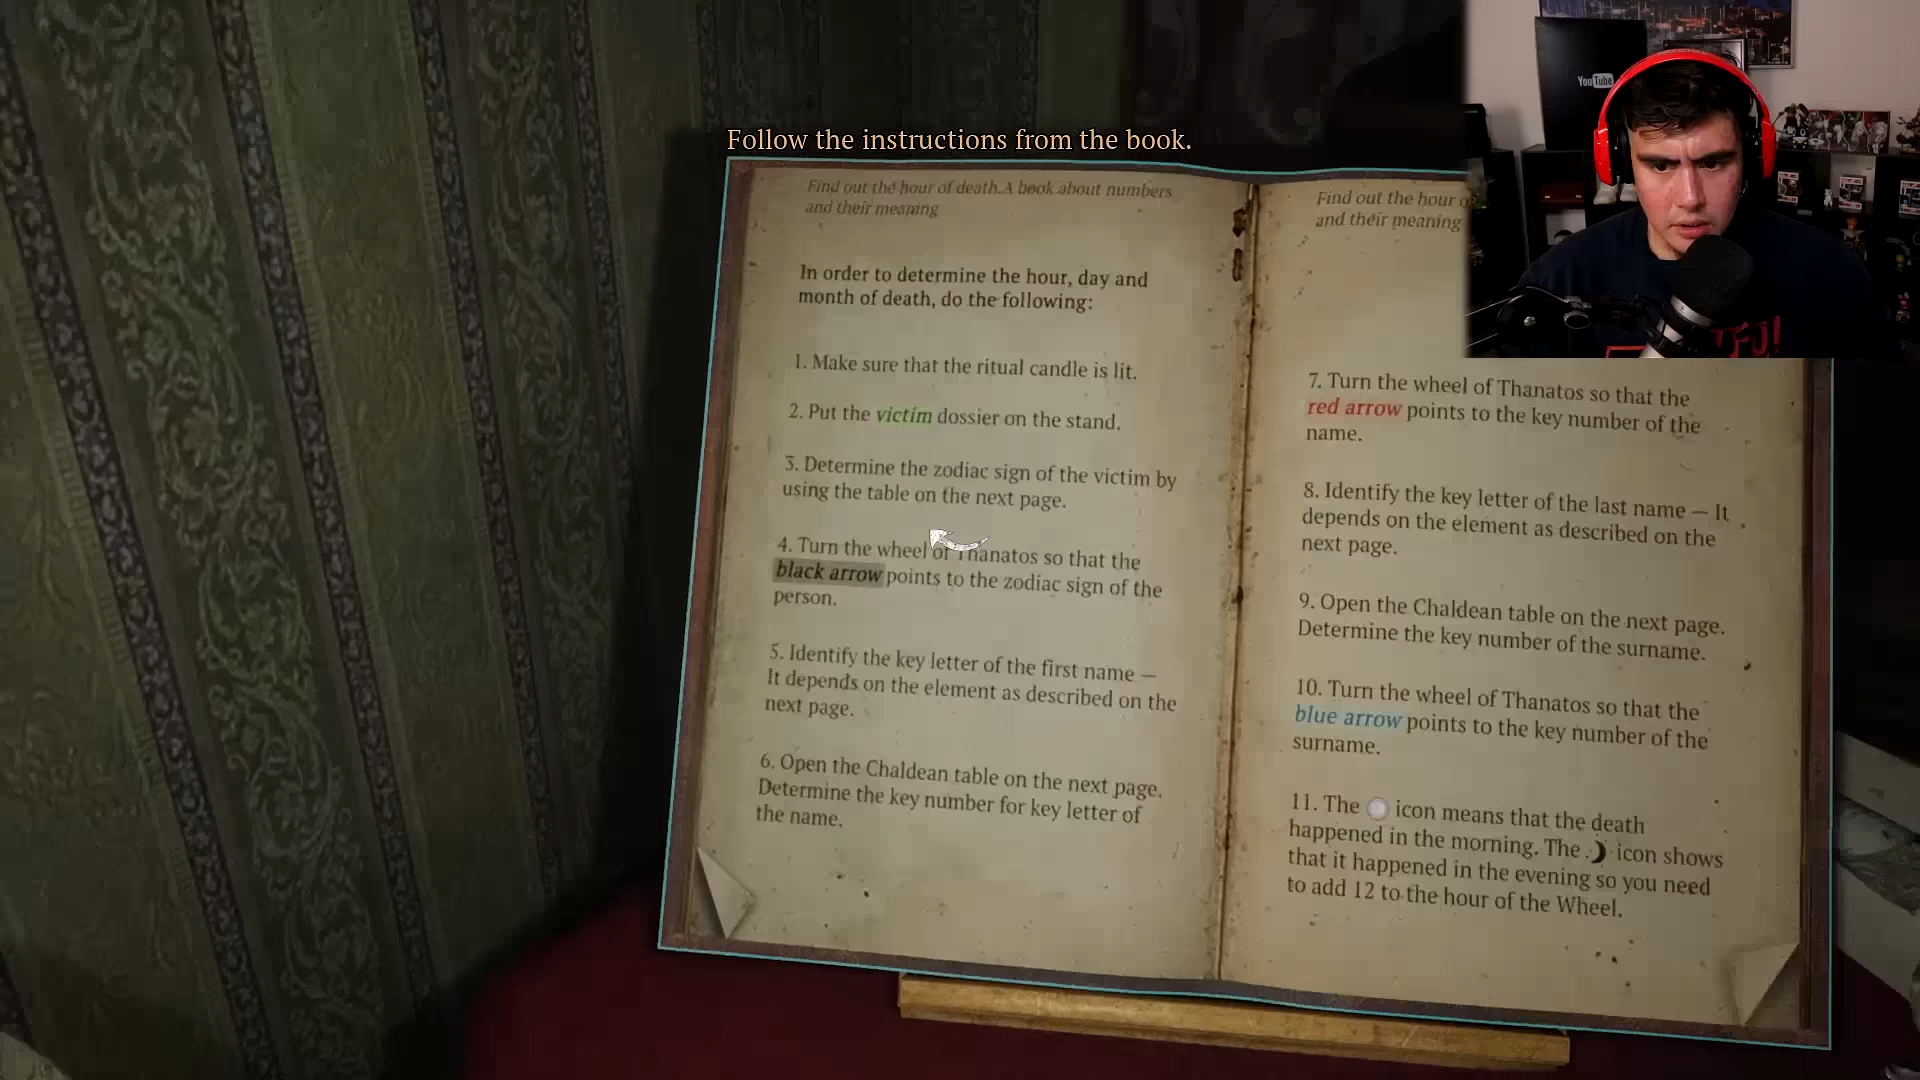 YouTube
Follow the instructions from the book.
Find out the hour of death.A book about numbers
and their meaning
In order to determine the hour, day and
month of death, do the following:
1. Make sure that the ritual candle is lit.
2. Put the victim dossier on the stand.
3. Determine the zodiac sign of the victim by
using the table on the next page.
4. Turn the wheel of Thanatos so that the
black arrow points to the zodiac sign of the
person.
5. Identify the key letter of the first name —
It depends on the element as described on the
next page.
6. Open the Chaldean table on the next page.
Determine the key number for key letter of
the name.
Find out the hour
and their meaning
7. Turn the wheel of Thanatos so that the
red arrow points to the key number of the
name.
8. Identify the key letter of the last name — It
depends on the element as described on the
next page.
9. Open the Chaldean table on the next page.
Determine the key number of the surname.
10. Turn the wheel of Thanatos so that the
blue arrow points to the key number of the
surname.
11. The icon means that the death
happened in the morning. The icon shows
that it happened in the evening so you need
to add 12 to the hour of the Wheel.